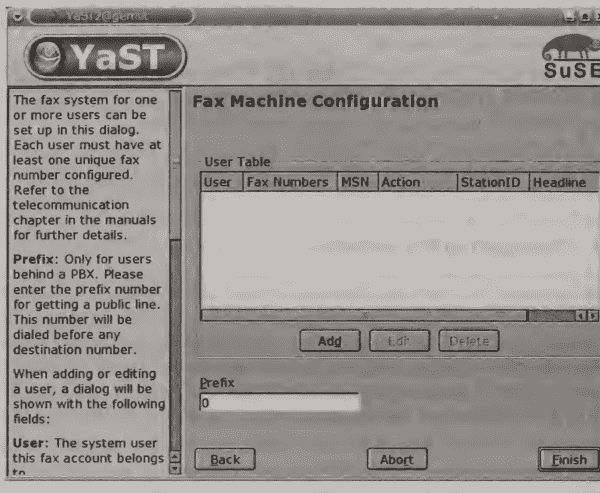 YaST2@gernot
YaST
SuSE
The fax system for one
or more users can be
set up in this dialog.
Each user must have at
least one unique fax
number configured.
Refer to the
telecommunication
chapter in the manuals
for further details.
Prefix: Only for users
behind a PBX. Please
enter the prefix number
for getting a public line.
This number will be
dialed before any
destination number.
When adding or editing
a user, a dialog will be
shown with the following
fields:
User: The system user
this fax account belongs
to
Fax Machine Configuration
User Table
User Fax Numbers MSN Action StationID Headline
Add Edit Delete
Prefix
0
Back Abort Finish